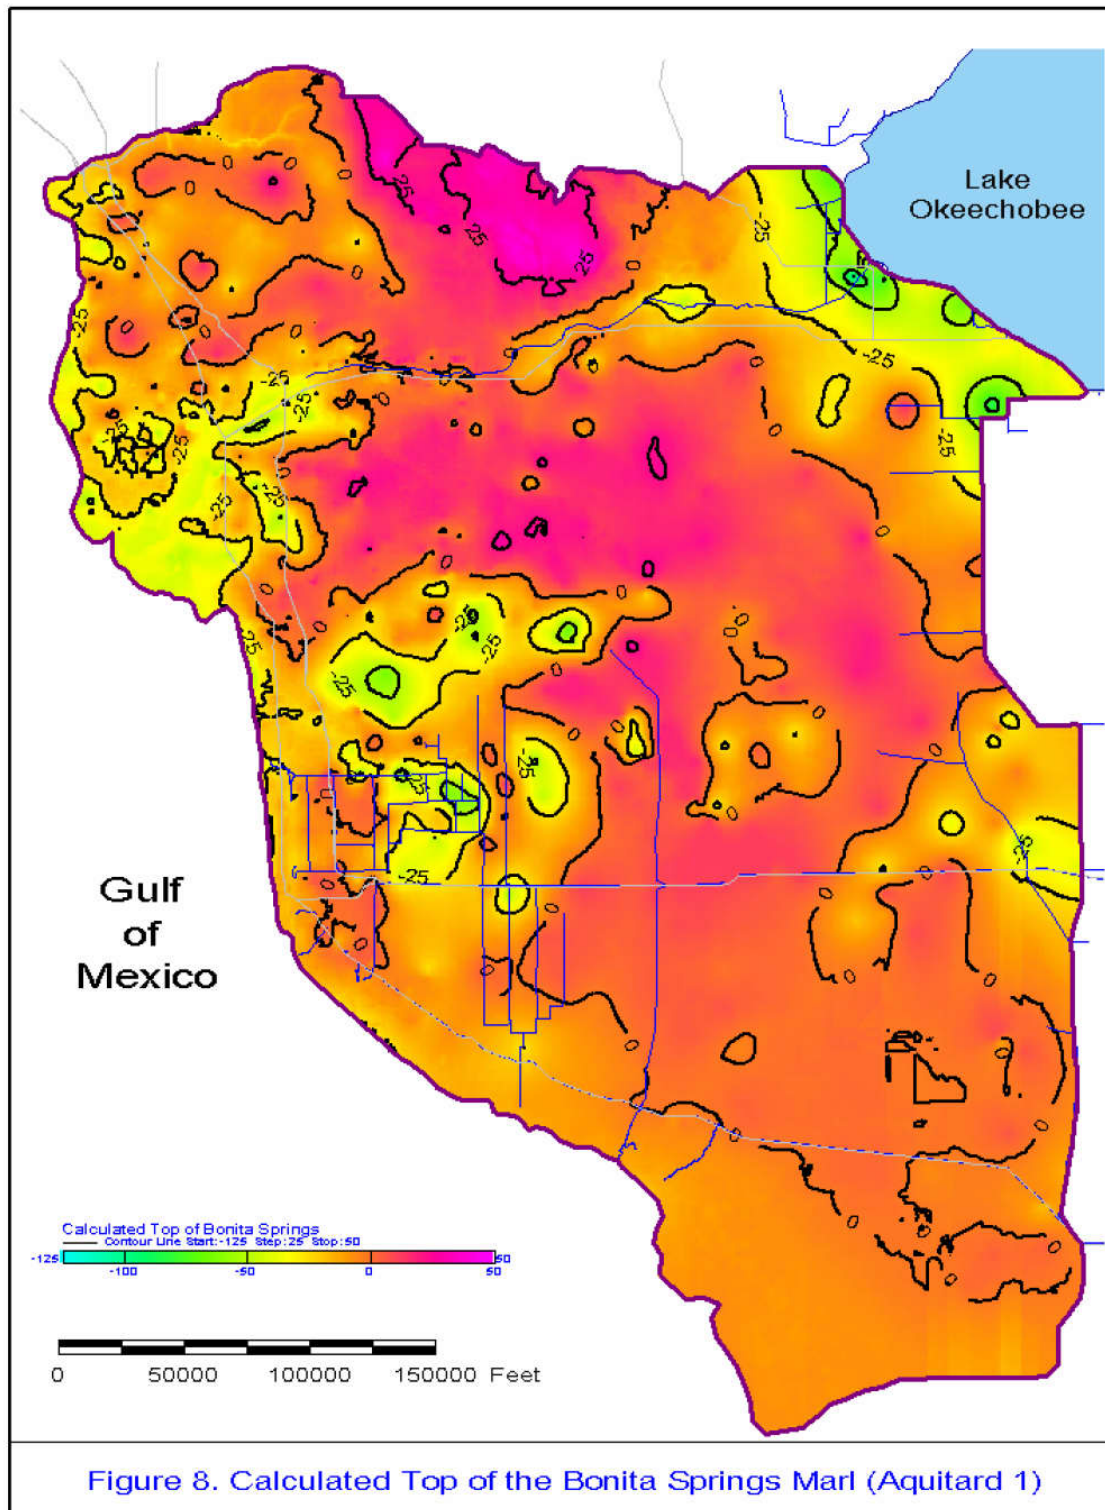 Lake
Okeechobee
Gulf
of
Mexico
Calculated Top of Bonita Springs
Contour Line Start:-125 Step:25 Stop:50
-125 50
-100 -50 0 50
0 50000 100000 150000 Feet
Figure 8. Calculated Top of the Bonita Springs Marl (Aquitard 1)